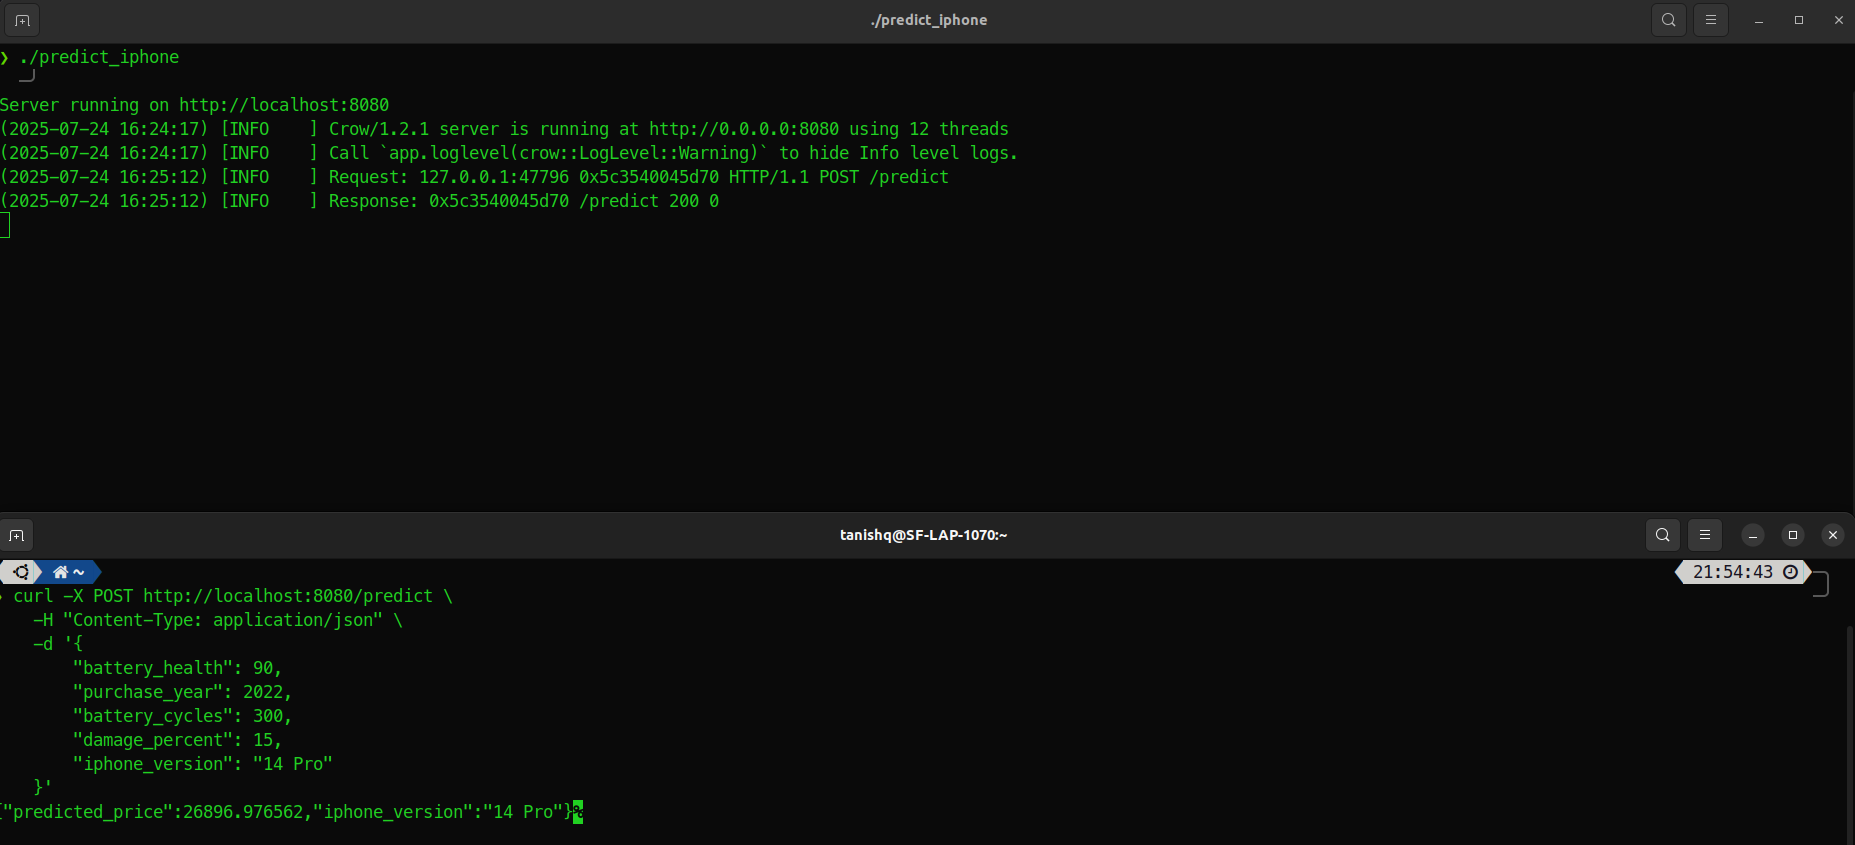 ./predict_iphone
❯ ./predict_iphone
Server running on http://localhost:8080
(2025-07-24 16:24:17) [INFO    ] Crow/1.2.1 server is running at http://0.0.0.0:8080 using 12 threads
(2025-07-24 16:24:17) [INFO    ] Call `app.loglevel(crow::LogLevel::Warning)` to hide Info level logs.
(2025-07-24 16:25:12) [INFO    ] Request: 127.0.0.1:47796 0x5c3540045d70 HTTP/1.1 POST /predict
(2025-07-24 16:25:12) [INFO    ] Response: 0x5c3540045d70 /predict 200 0
tanishq@SF-LAP-1070:~
~ 21:54:43
curl -X POST http://localhost:8080/predict \
-H "Content-Type: application/json" \
-d '{
"battery_health": 90,
"purchase_year": 2022,
"battery_cycles": 300,
"damage_percent": 15,
"iphone_version": "14 Pro"
}'
{"predicted_price":26896.976562,"iphone_version":"14 Pro"}%